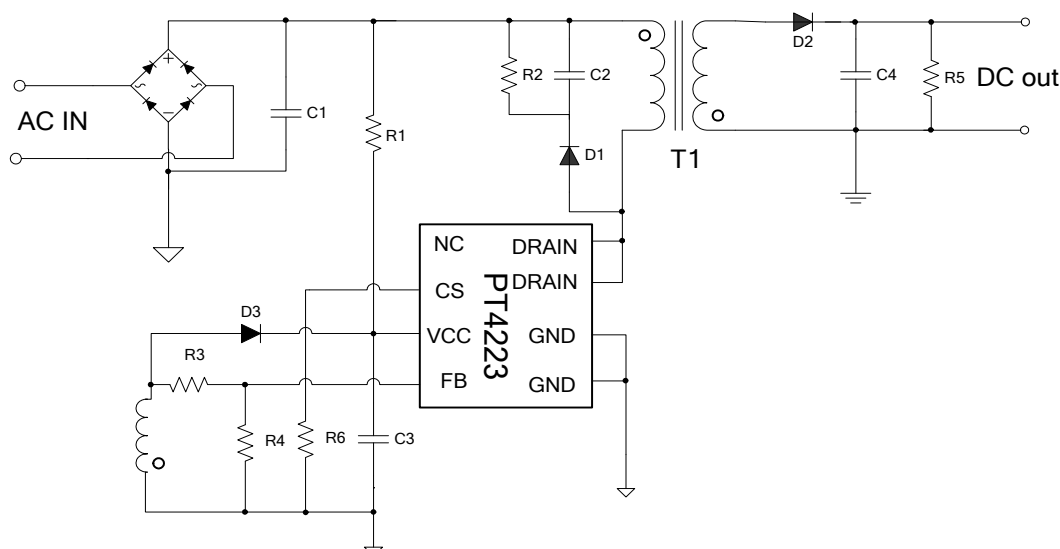 AC IN
C1
R1
R2
C2
D1
T1
D2
C4
R5
DC out
NC
CS
VCC
FB
PT4223
DRAIN
DRAIN
GND
GND
D3
R3
R4
R6
C3